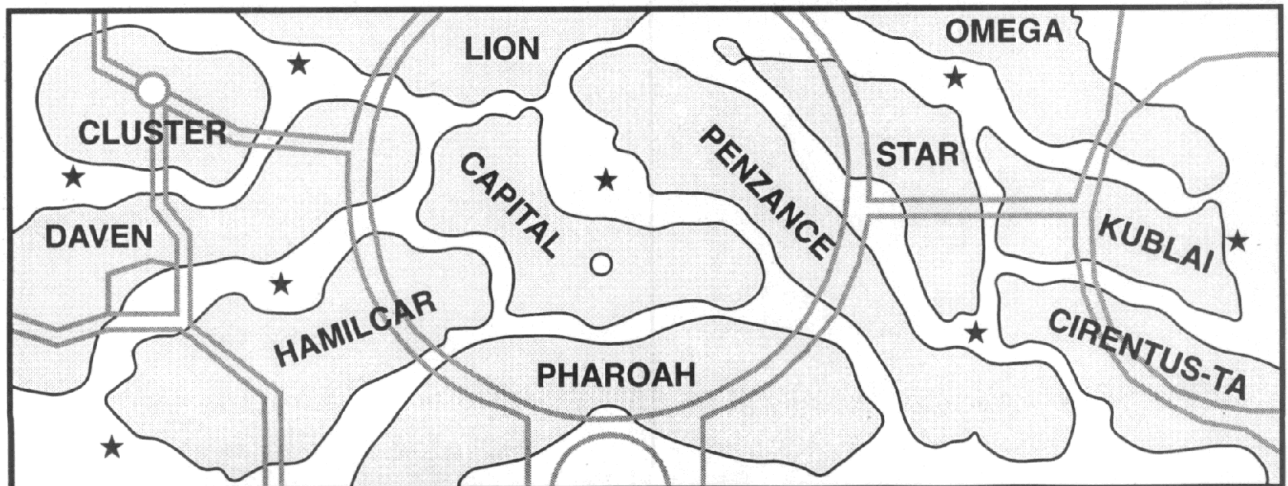 LION
OMEGA
CLUSTER
STAR
PENZANCE
CAPITAL
DAVEN
KUBLAI
HAMILCAR
CIRENTUS-TA
PHAROAH